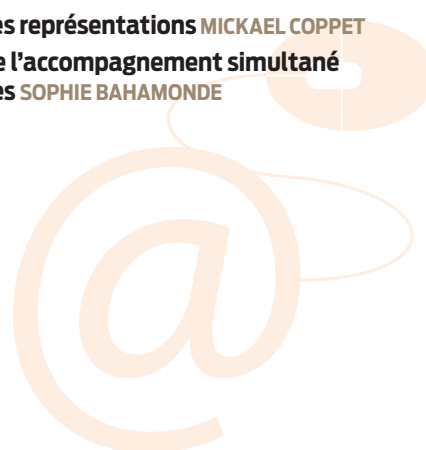 es représentations MICKAEL COPPET
e l’accompagnement simultané
es SOPHIE BAHAMONDE
@